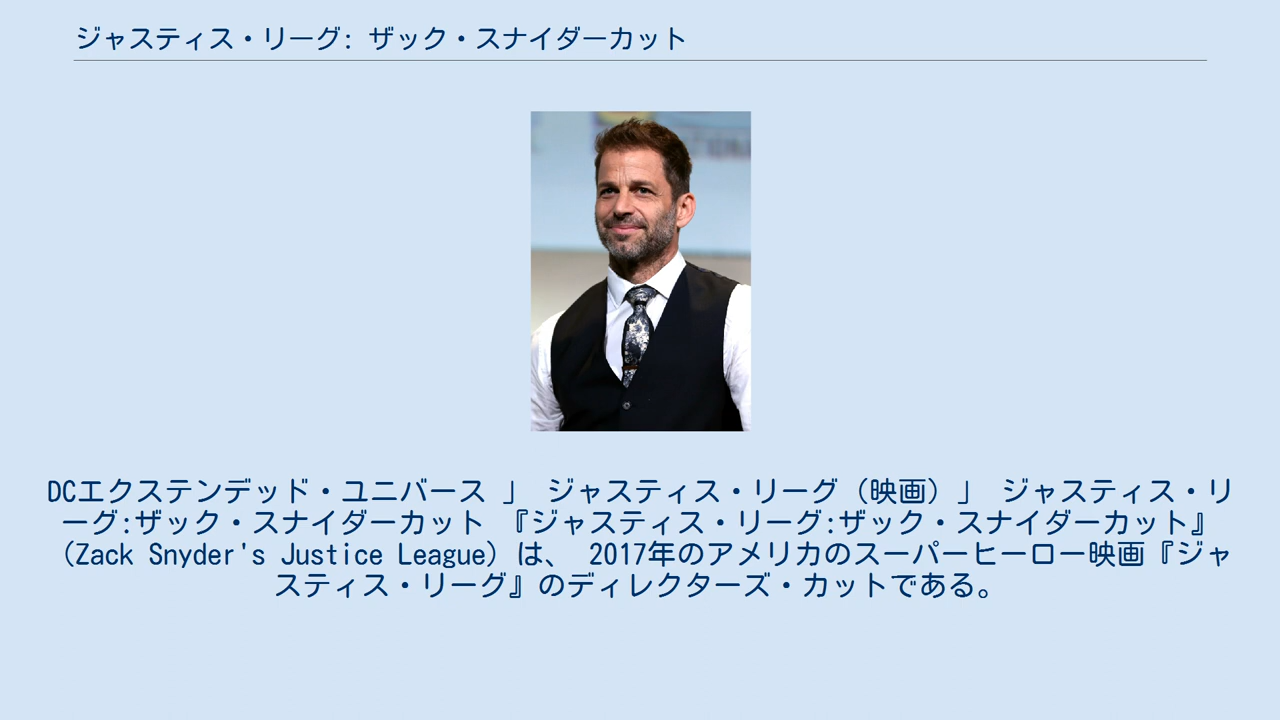 ジャスティス・リーグ: ザック・スナイダーカット
DCエクステンデッド・ユニバース 」 ジャスティス・リーグ（映画）」 ジャスティス・リ
ーグ:ザック・スナイダーカット 『ジャスティス・リーグ:ザック・スナイダーカット』
（Zack Snyder's Justice League）は、 2017年のアメリカのスーパーヒーロー映画『ジャ
スティス・リーグ』のディレクターズ・カットである。